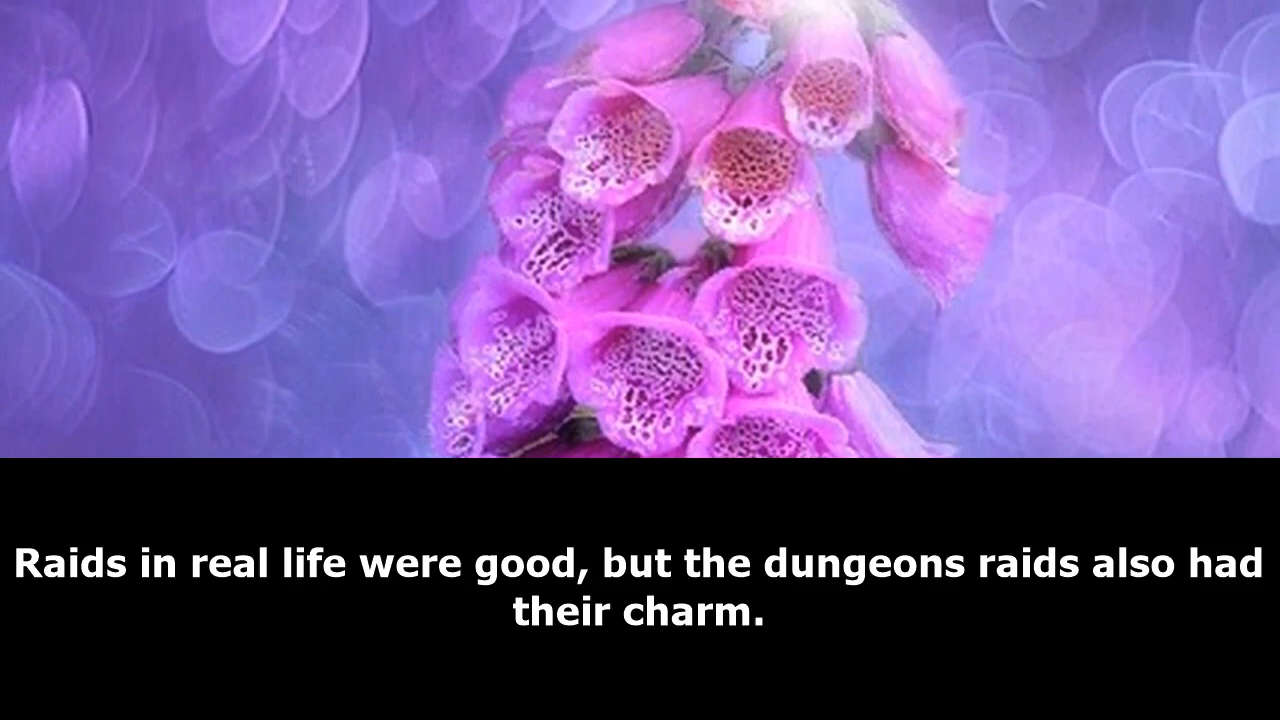 Raids in real life were good, but the dungeons raids also had
their charm.